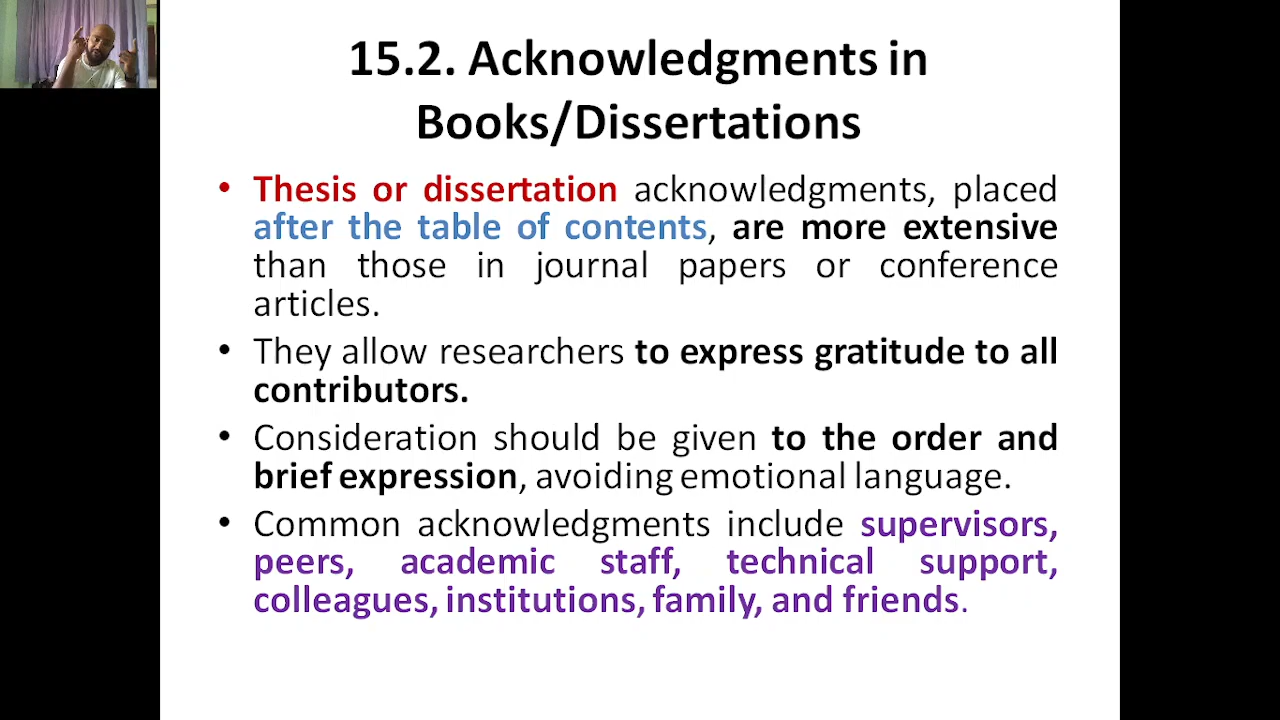 15.2. Acknowledgments in
Books/Dissertations
• Thesis or dissertation acknowledgments, placed
after the table of contents, are more extensive
than those in journal papers or conference
articles.
• They allow researchers to express gratitude to all
contributors.
• Consideration should be given to the order and
brief expression, avoiding emotional language.
• Common acknowledgments include supervisors,
peers, academic staff, technical support,
colleagues, institutions, family, and friends.